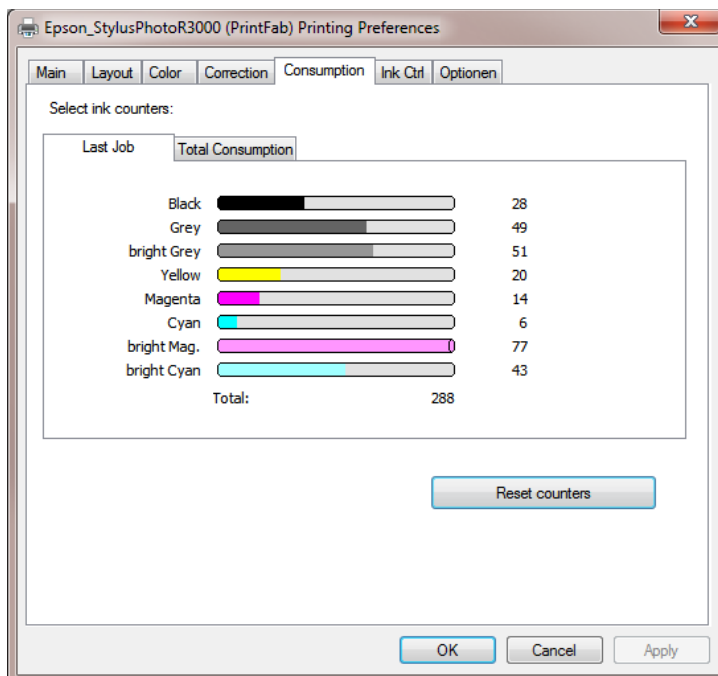 Epson_StylusPhotoR3000 (PrintFab) Printing Preferences
Main Layout Color Correction Consumption Ink Ctrl Optionen
Select ink counters:
Last Job Total Consumption
Black 28
Grey 49
bright Grey 51
Yellow 20
Magenta 14
Cyan 6
bright Mag. 77
bright Cyan 43
Total: 288
Reset counters
OK Cancel Apply